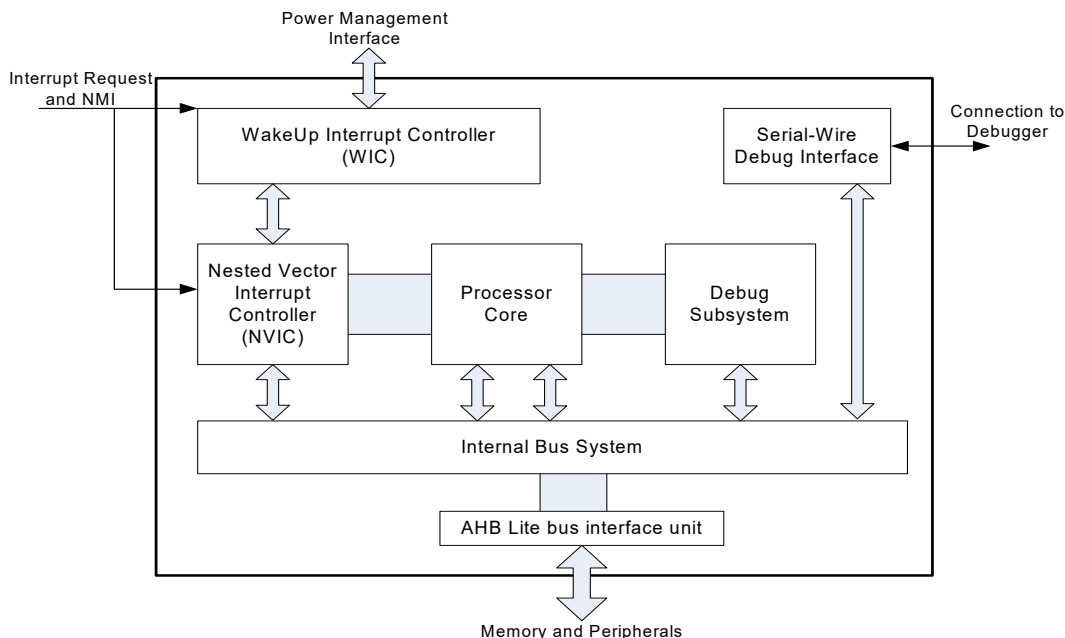 Power Management
Interface
Interrupt Request
and NMI
WakeUp Interrupt Controller
(WIC)
Serial-Wire
Debug Interface
Connection to
Debugger
Nested Vector
Interrupt
Controller
(NVIC)
Processor
Core
Debug
Subsystem
Internal Bus System
AHB Lite bus interface unit
Memory and Peripherals